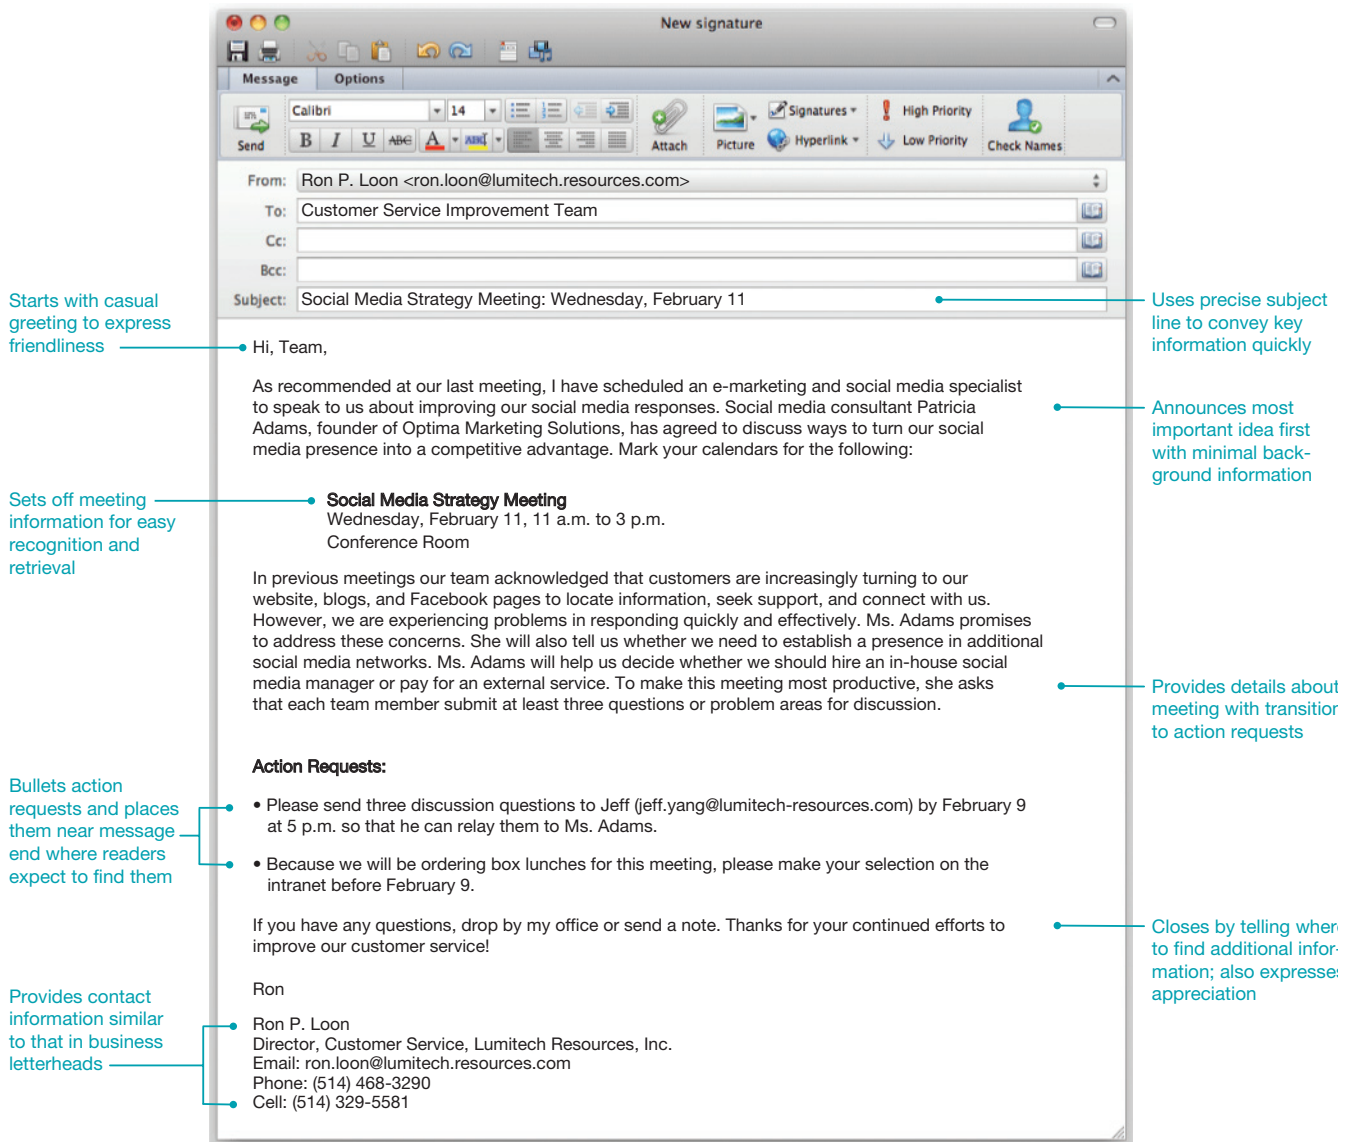 New signature
Message Options
Calibri 14
Signatures
High Priority
B I U ABC A ABC
Hyperlink
Low Priority
Send
Attach
Picture
Check Names
From: Ron P. Loon <ron.loon@lumitech.resources.com>
To: Customer Service Improvement Team
Cc:
Bcc:
Subject: Social Media Strategy Meeting: Wednesday, February 11
Starts with casual
greeting to express
friendliness
Uses precise subject
line to convey key
information quickly
Hi, Team,
As recommended at our last meeting, I have scheduled an e-marketing and social media specialist
to speak to us about improving our social media responses. Social media consultant Patricia
Adams, founder of Optima Marketing Solutions, has agreed to discuss ways to turn our social
media presence into a competitive advantage. Mark your calendars for the following:
Announces most
important idea first
with minimal back-
ground information
Sets off meeting
information for easy
recognition and
retrieval
Social Media Strategy Meeting
Wednesday, February 11, 11 a.m. to 3 p.m.
Conference Room
In previous meetings our team acknowledged that customers are increasingly turning to our
website, blogs, and Facebook pages to locate information, seek support, and connect with us.
However, we are experiencing problems in responding quickly and effectively. Ms. Adams promises
to address these concerns. She will also tell us whether we need to establish a presence in additional
social media networks. Ms. Adams will help us decide whether we should hire an in-house social
media manager or pay for an external service. To make this meeting most productive, she asks
that each team member submit at least three questions or problem areas for discussion.
Provides details about
meeting with transition
to action requests
Action Requests:
Bullets action
requests and places
them near message
end where readers
expect to find them
• Please send three discussion questions to Jeff (jeff.yang@lumitech-resources.com) by February 9
at 5 p.m. so that he can relay them to Ms. Adams.
• Because we will be ordering box lunches for this meeting, please make your selection on the
intranet before February 9.
If you have any questions, drop by my office or send a note. Thanks for your continued efforts to
improve our customer service!
Closes by telling where
to find additional infor-
mation; also expresses
appreciation
Ron
Provides contact
information similar
to that in business
letterheads
Ron P. Loon
Director, Customer Service, Lumitech Resources, Inc.
Email: ron.loon@lumitech.resources.com
Phone: (514) 468-3290
Cell: (514) 329-5581